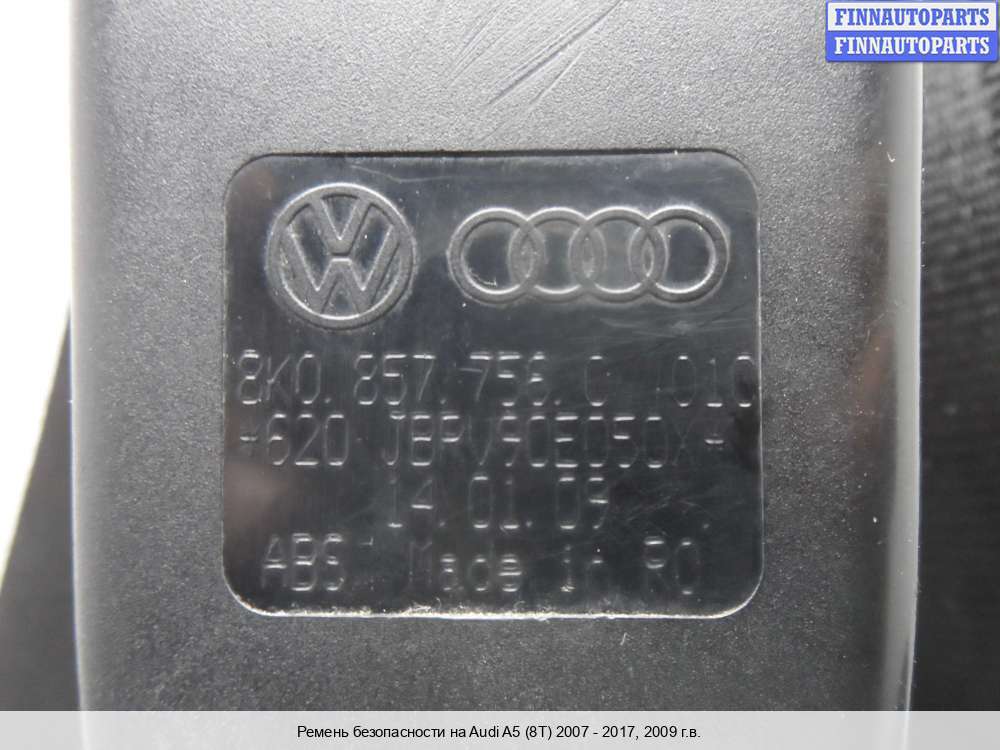 FINNAUTOPARTS
FINNAUTOPARTS
8K0. 857. 756. C 1010
*620 JBRV90E050X*
14. 01. 09
ABS Made in RO
Ремень безопасности на Audi A5 (8T) 2007 - 2017, 2009 г.в.